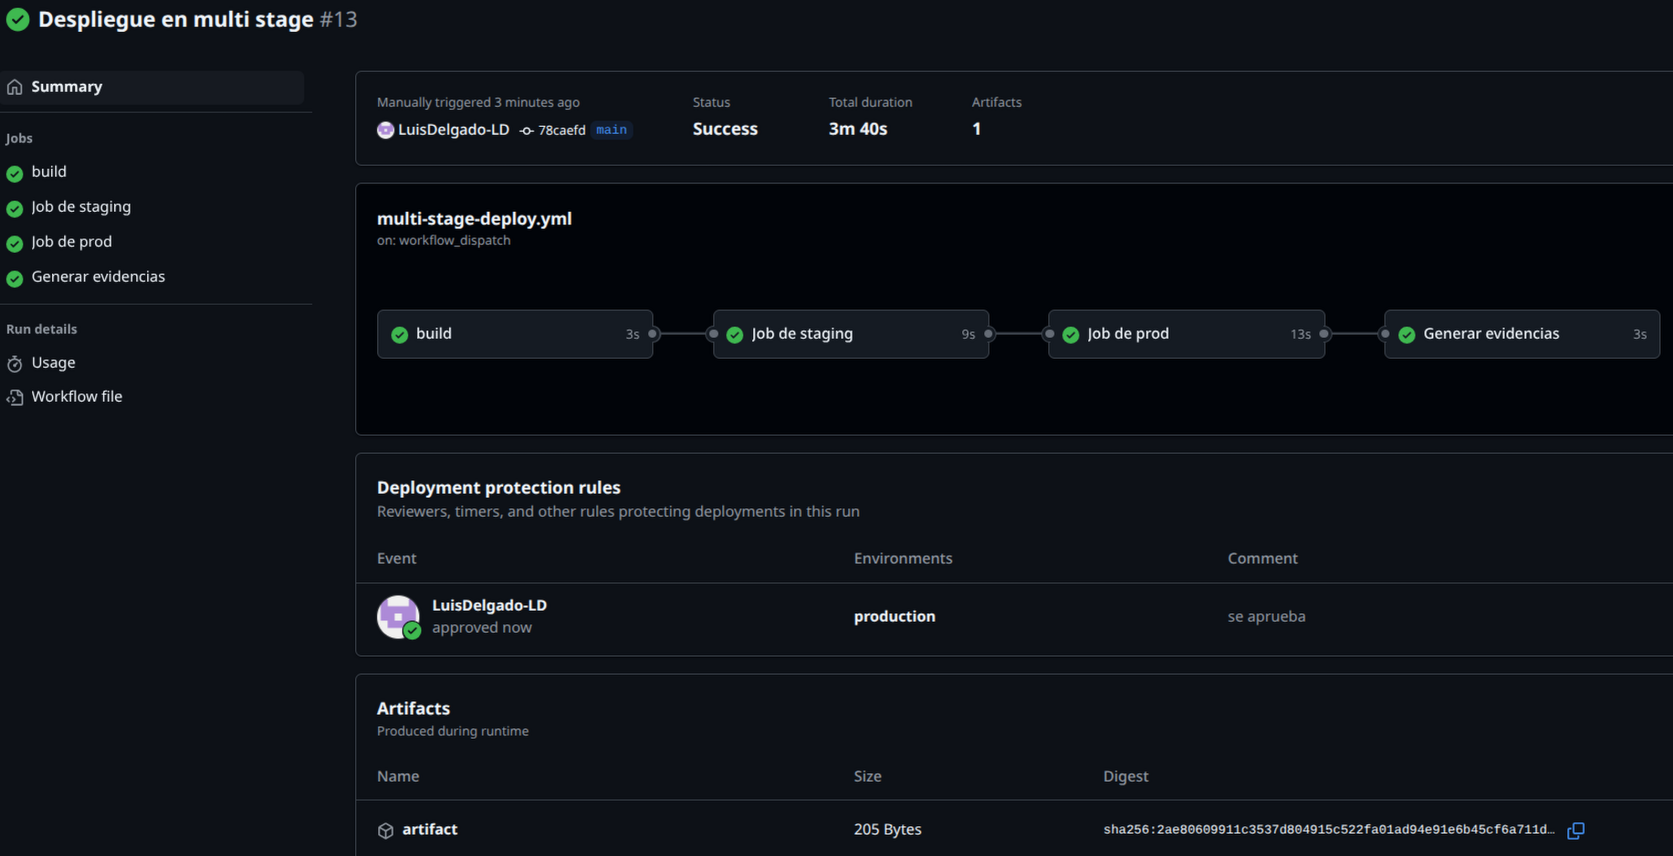 Despliegue en multi stage #13
Summary
Jobs
build
Job de staging
Job de prod
Generar evidencias
Run details
Usage
Workflow file
Manually triggered 3 minutes ago
LuisDelgado-LD 78caefd main
Status
Success
Total duration
3m 40s
Artifacts
1
multi-stage-deploy.yml
on: workflow_dispatch
build 3s
Job de staging 9s
Job de prod 13s
Generar evidencias 3s
Deployment protection rules
Reviewers, timers, and other rules protecting deployments in this run
Event Environments Comment
LuisDelgado-LD
approved now
production
se aprueba
Artifacts
Produced during runtime
Name Size Digest
artifact 205 Bytes sha256:2ae80609911c3537d804915c522fa01ad94e91e6b45cf6a711d…